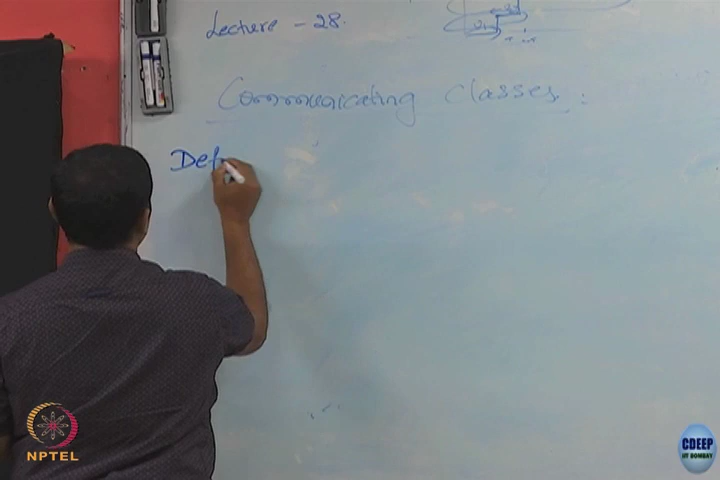 Lecture - 28.
Communicating Classes :
Def
NPTEL
CDEEP
IIT BOMBAY